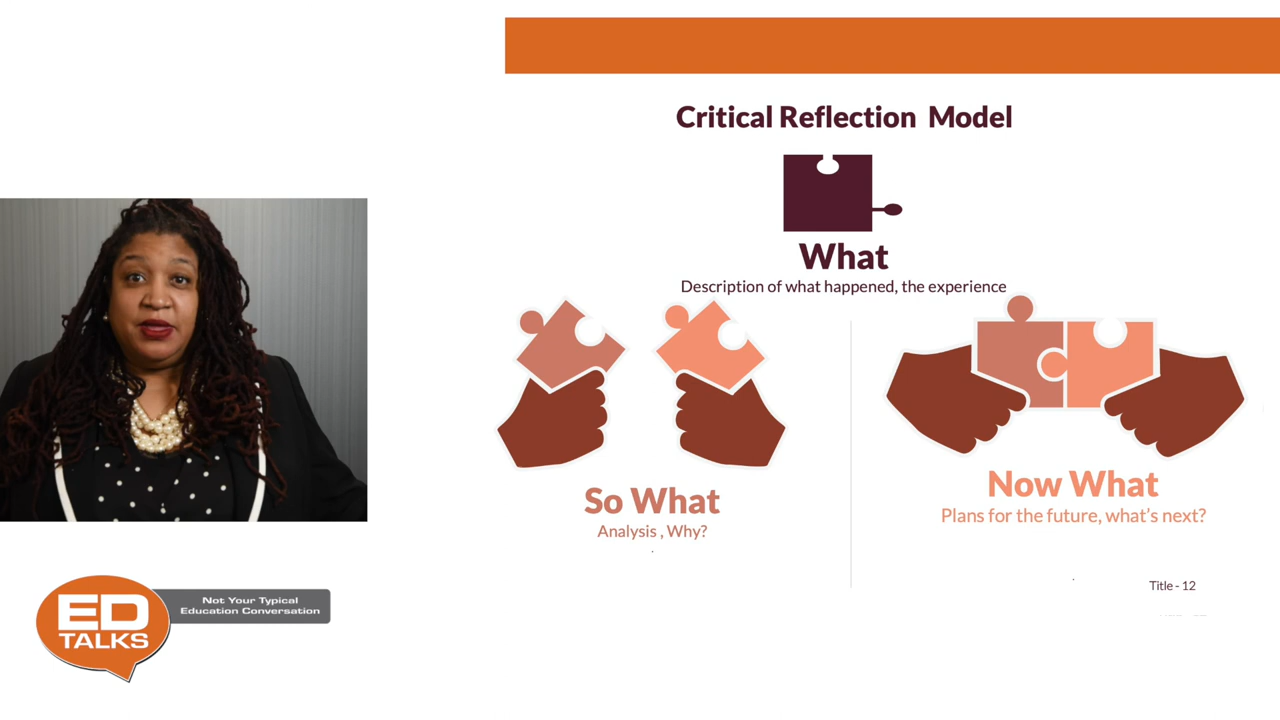 Critical Reflection Model
What
Description of what happened, the experience
So What
Analysis , Why?
Now What
Plans for the future, what's next?
Title - 12
ED
TALKS
Not Your Typical
Education Conversation